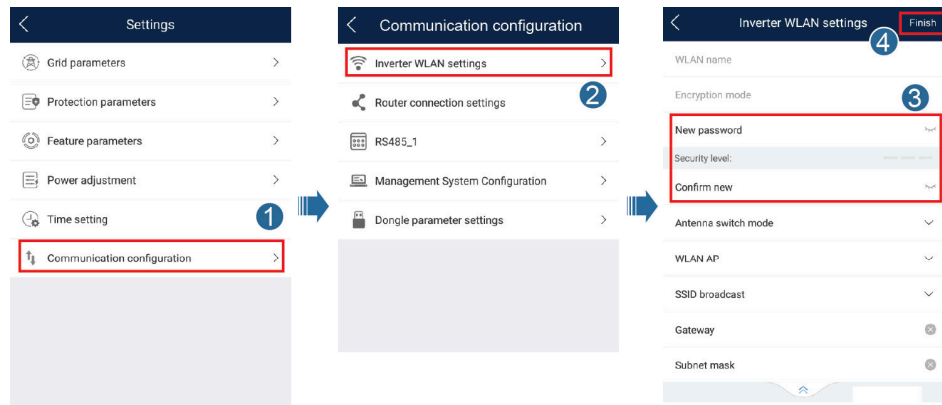 Settings
Grid parameters
Protection parameters
Feature parameters
Power adjustment
Time setting
1
Communication configuration
Communication configuration
Inverter WLAN settings
2
Router connection settings
RS485_1
Management System Configuration
Dongle parameter settings
Inverter WLAN settings
Finish
4
WLAN name
Encryption mode
3
New password
Security level:
Confirm new
Antenna switch mode
WLAN AP
SSID broadcast
Gateway
Subnet mask